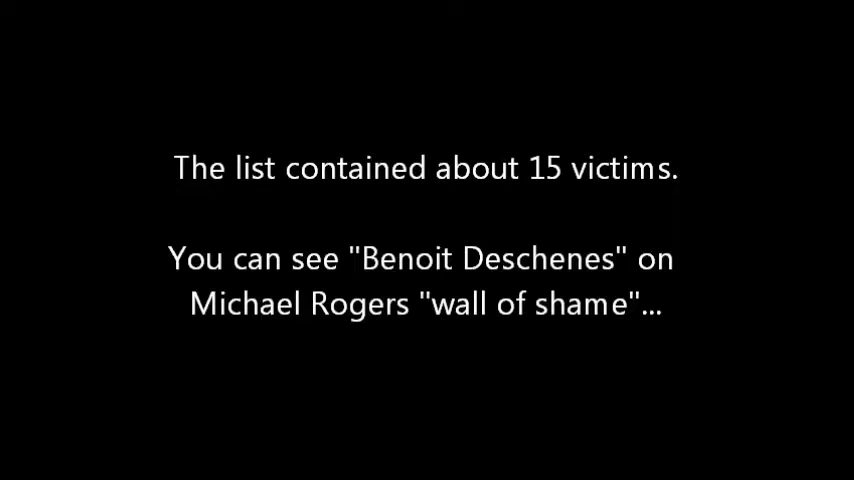 The list contained about 15 victims.
You can see "Benoit Deschenes" on
Michael Rogers "wall of shame"...